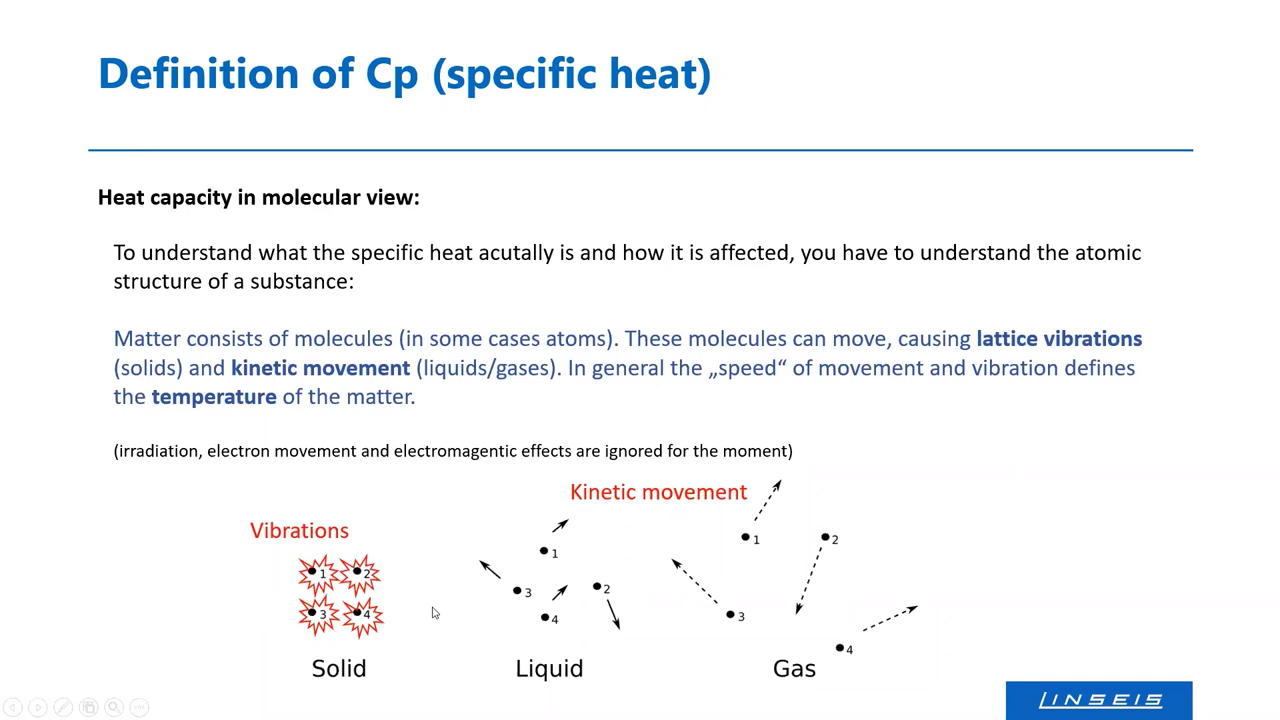 Definition of Cp (specific heat)
Heat capacity in molecular view:
To understand what the specific heat acutally is and how it is affected, you have to understand the atomic
structure of a substance:
Matter consists of molecules (in some cases atoms). These molecules can move, causing lattice vibrations
(solids) and kinetic movement (liquids/gases). In general the „speed“ of movement and vibration defines
the temperature of the matter.
(irradiation, electron movement and electromagentic effects are ignored for the moment)
Kinetic movement
Vibrations
1 2
3 4
1
2
3
4
1
2
3
4
Solid
Liquid
Gas
LINSEIS